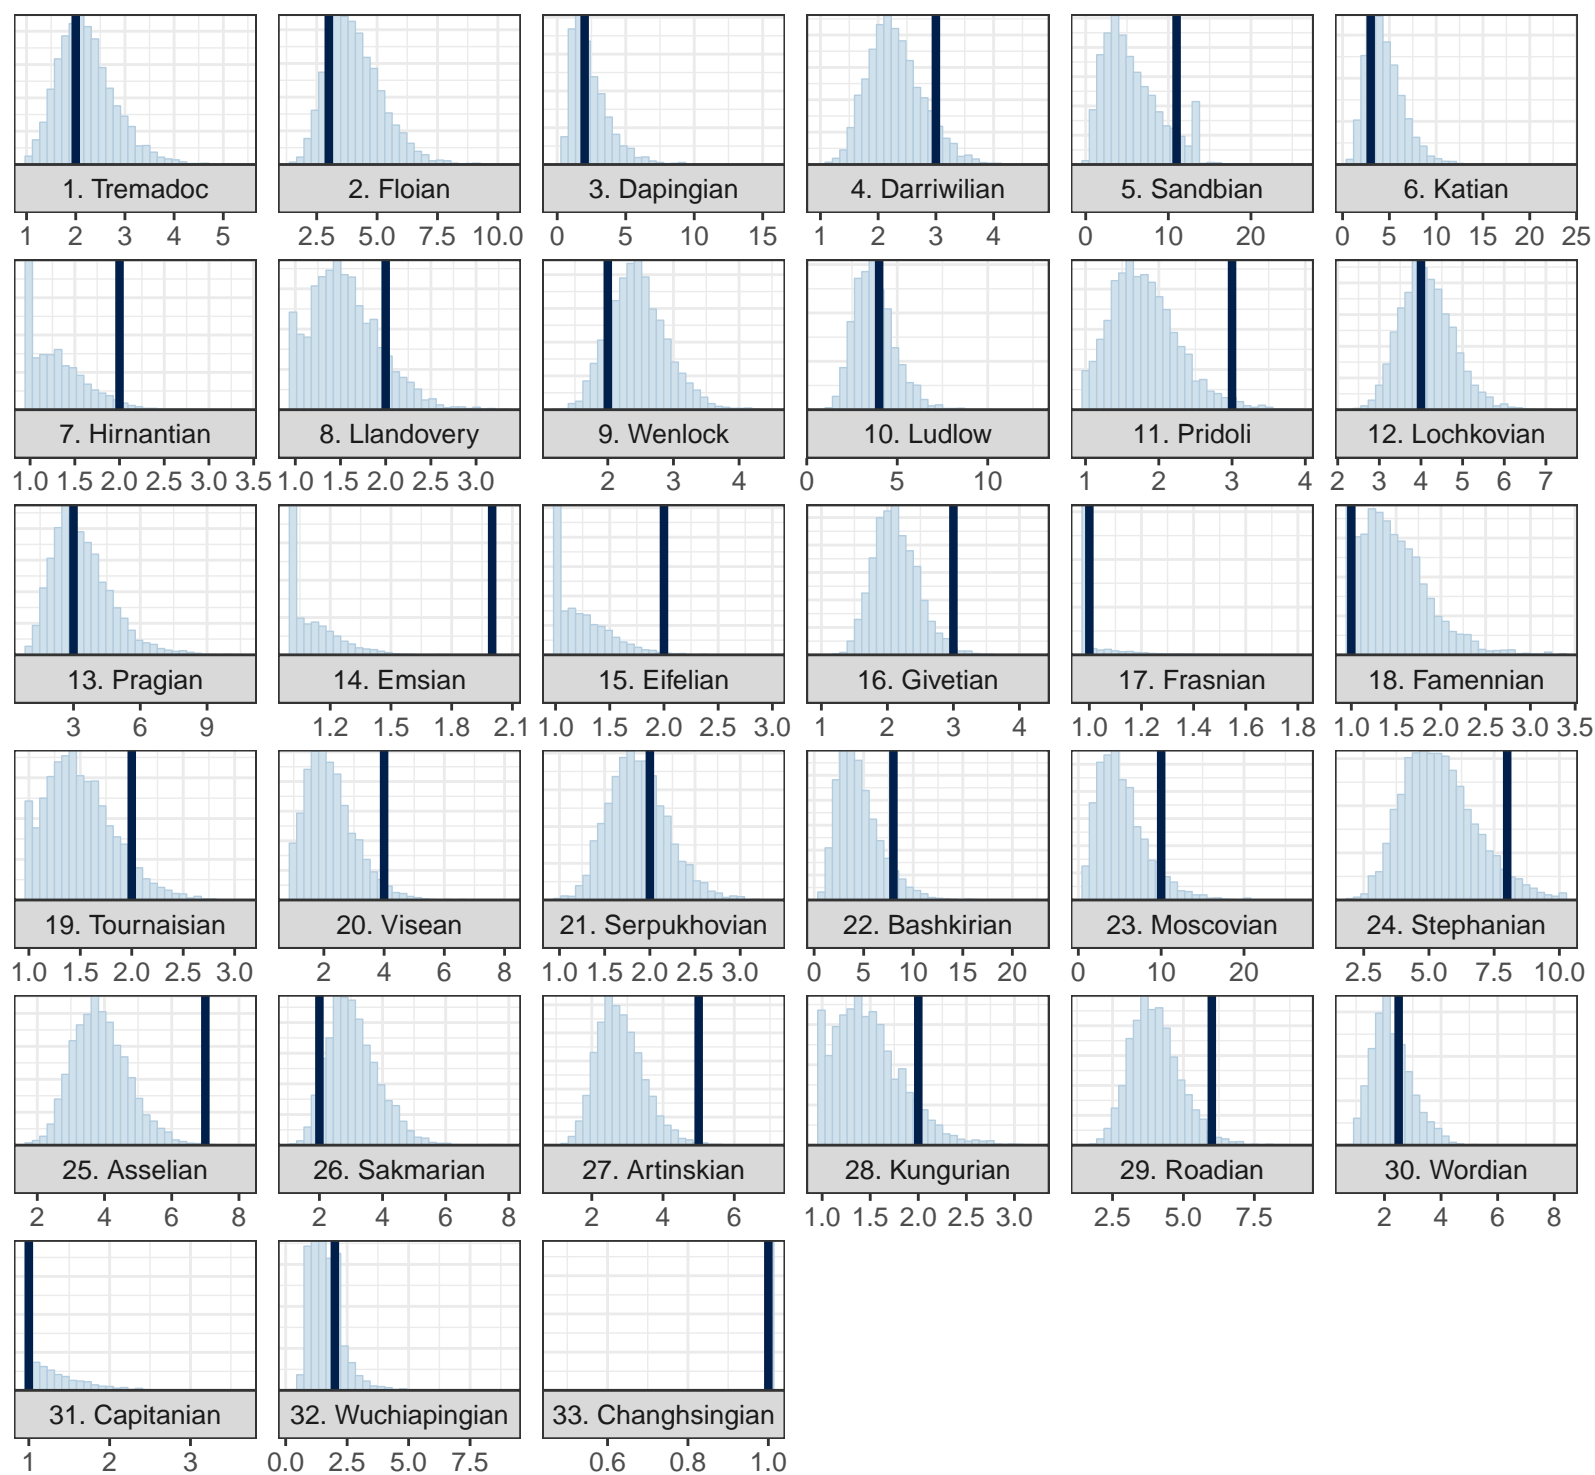 1. Tremadoc 2. Floian 3. Dapingian 4. Darriwilian 5. Sandbian 6. Katian
1 2 3 4 5 2.5 5.0 7.5 10.0 0 5 10 15 1 2 3 4 0 10 20 0 5 10 15 20 25
7. Hirnantian 8. Llandovery 9. Wenlock 10. Ludlow 11. Pridoli 12. Lochkovian
1.0 1.5 2.0 2.5 3.0 3.5 1.0 1.5 2.0 2.5 3.0 2 3 4 0 5 10 1 2 3 4 2 3 4 5 6 7
13. Pragian 14. Emsian 15. Eifelian 16. Givetian 17. Frasnian 18. Famennian
3 6 9 1.2 1.5 1.8 2.1 1.0 1.5 2.0 2.5 3.0 1 2 3 4 1.0 1.2 1.4 1.6 1.8 1.0 1.5 2.0 2.5 3.0 3.5
19. Tournaisian 20. Visean 21. Serpukhovian 22. Bashkirian 23. Moscovian 24. Stephanian
1.0 1.5 2.0 2.5 3.0 2 4 6 8 1.0 1.5 2.0 2.5 3.0 0 5 10 15 20 0 10 20 2.5 5.0 7.5 10.0
25. Asselian 26. Sakmarian 27. Artinskian 28. Kungurian 29. Roadian 30. Wordian
2 4 6 8 2 4 6 8 2 4 6 1.0 1.5 2.0 2.5 3.0 2.5 5.0 7.5 2 4 6 8
31. Capitanian 32. Wuchiapingian 33. Changhsingian
1 2 3 0.0 2.5 5.0 7.5 0.6 0.8 1.0